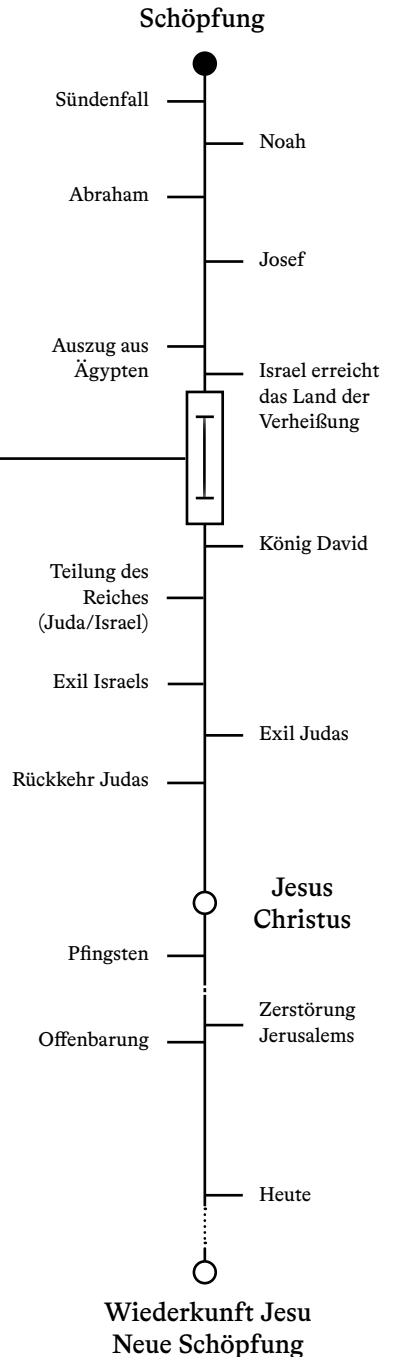 Schöpfung
Sündenfall
Noah
Abraham
Josef
Auszug aus
Ägypten
Israel erreicht
das Land der
Verheißung
König David
Teilung des
Reiches
(Juda/Israel)
Exil Israels
Exil Judas
Rückkehr Judas
Jesus
Christus
Pfingsten
Zerstörung
Jerusalems
Offenbarung
Heute
Wiederkunft Jesu
Neue Schöpfung